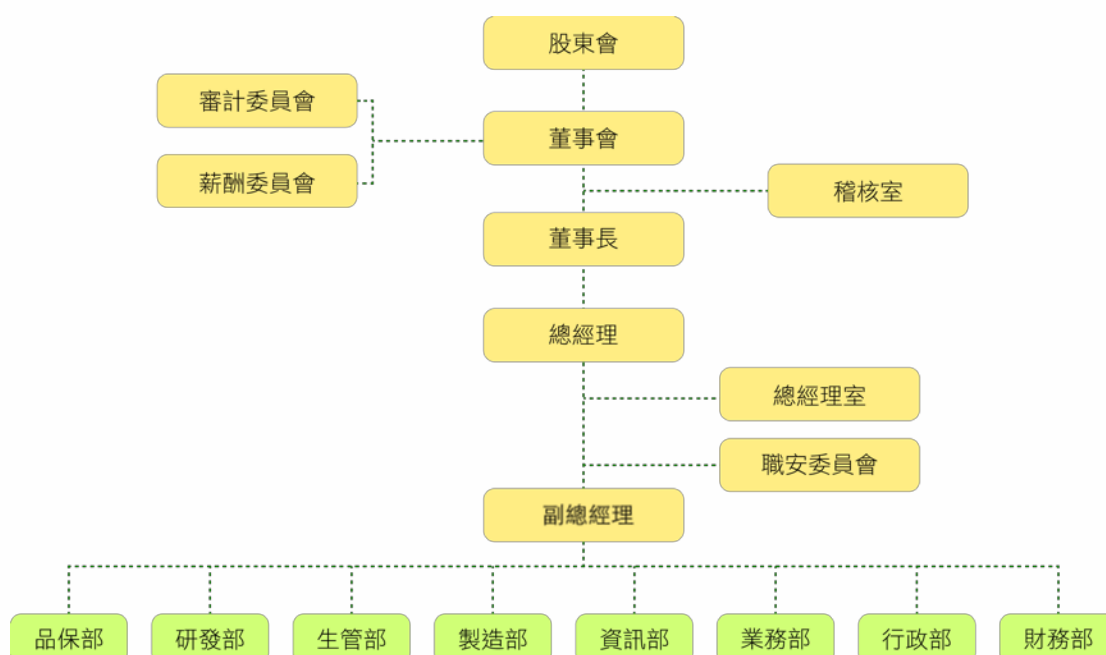 股東會
審計委員會
董事會
薪酬委員會
稽核室
董事長
總經理
總經理室
職安委員會
副總經理
品保部
研發部
生管部
製造部
資訊部
業務部
行政部
財務部